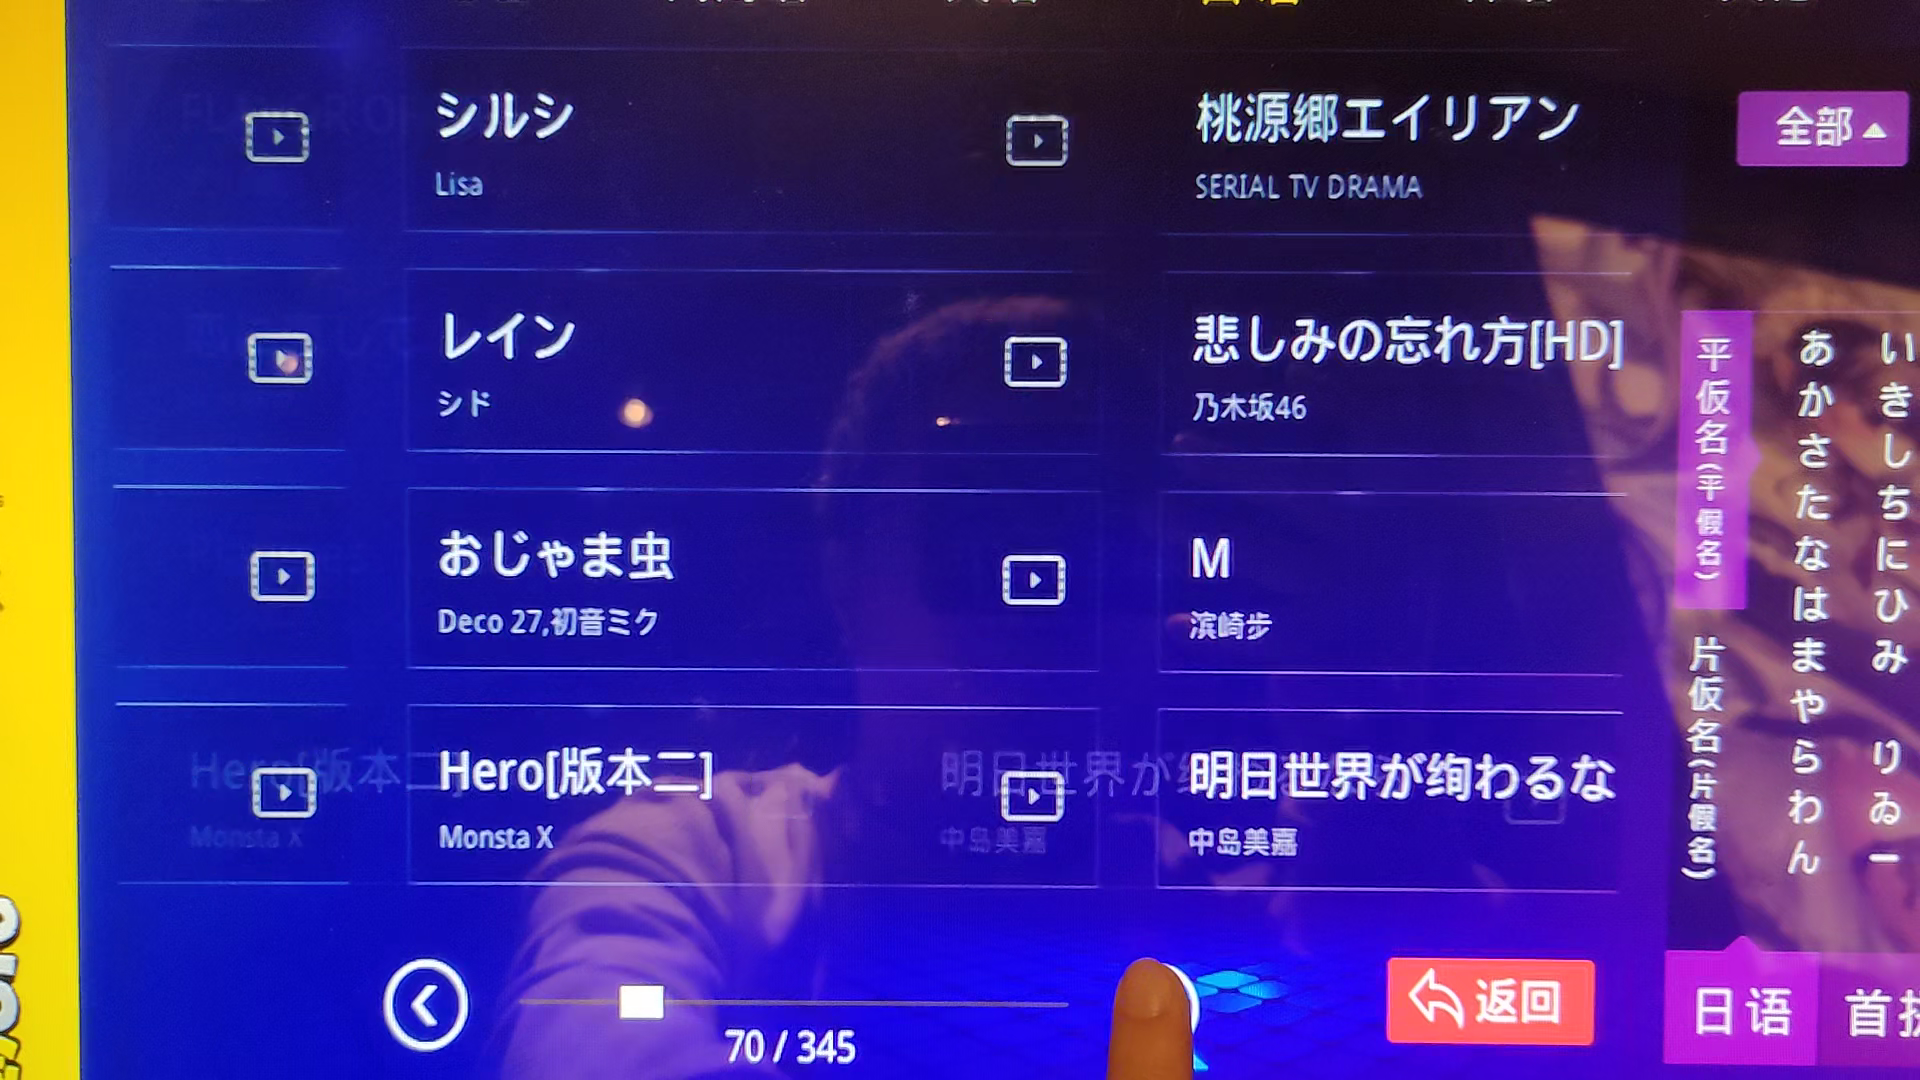 日语
シルシ
Lisa
桃源郷エイリアン
SERIAL TV DRAMA
全部
レイン
シド
悲しみの忘れ方[HD]
乃木坂46
おじゃま虫
Deco 27,初音ミク
M
滨崎步
Hero[版本二]
Monsta X
明日世界が绚わるな
中岛美嘉
平仮名(平假名)
片仮名(片假名)
あかさたなはまやらわん
いきしちにひみ りゐー
70 / 345
返回
日语
首拼